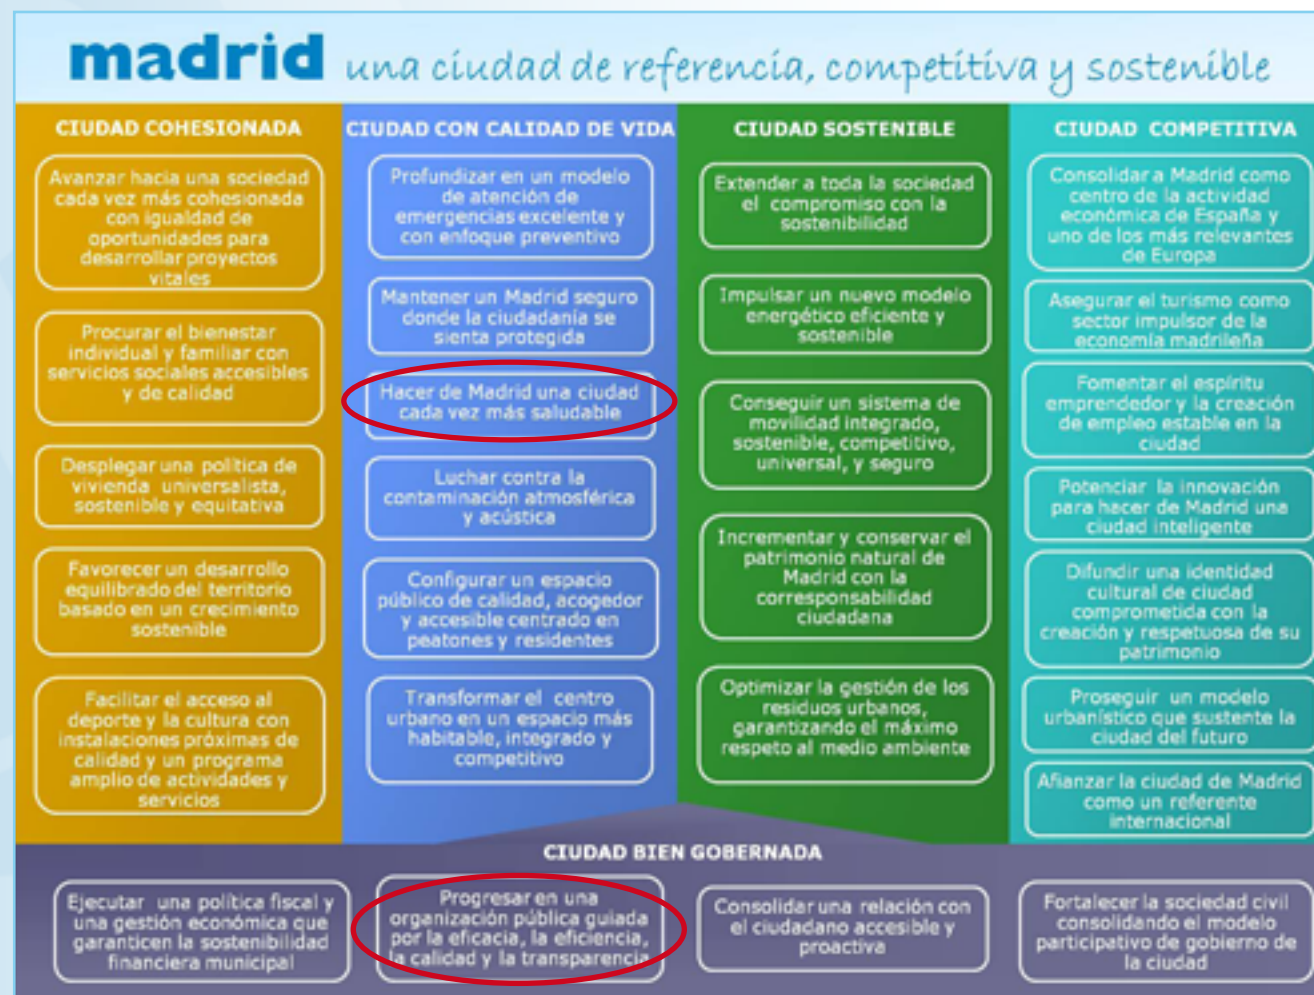 madrid una ciudad de referencia, competitiva y sostenible
CIUDAD COHESIONADA
Avanzar hacia una sociedad
cada vez más cohesionada
con igualdad de
oportunidades para
desarrollar proyectos
vitales
Procurar el bienestar
individual y familiar con
servicios sociales accesibles
y de calidad
Desplegar una política de
vivienda universalista,
sostenible y equitativa
Favorecer un desarrollo
equilibrado del territorio
basado en un crecimiento
sostenible
Facilitar el acceso al
deporte y la cultura con
instalaciones próximas de
calidad y un programa
amplio de actividades y
servicios
CIUDAD CON CALIDAD DE VIDA
Profundizar en un modelo
de atención de
emergencias excelente y
con enfoque preventivo
Mantener un Madrid seguro
donde la ciudadanía se
sienta protegida
Hacer de Madrid una ciudad
cada vez más saludable
Luchar contra la
contaminación atmosférica
y acústica
Configurar un espacio
público de calidad, acogedor
y accesible centrado en
peatones y residentes
Transformar el centro
urbano en un espacio más
habitable, integrado y
competitivo
CIUDAD SOSTENIBLE
Extender a toda la sociedad
el compromiso con la
sostenibilidad
Impulsar un nuevo modelo
energético eficiente y
sostenible
Conseguir un sistema de
movilidad integrado,
sostenible, competitivo,
universal, y seguro
Incrementar y conservar el
patrimonio natural de
Madrid con la
corresponsabilidad
ciudadana
Optimizar la gestión de los
residuos urbanos,
garantizando el máximo
respeto al medio ambiente
CIUDAD COMPETITIVA
Consolidar a Madrid como
centro de la actividad
económica de España y
uno de los más relevantes
de Europa
Asegurar el turismo como
sector impulsor de la
economía madrileña
Fomentar el espíritu
emprendedor y la creación
de empleo estable en la
ciudad
Potenciar la innovación
para hacer de Madrid una
ciudad inteligente
Difundir una identidad
cultural de ciudad
comprometida con la
creación y respetuosa de su
patrimonio
Proseguir un modelo
urbanístico que sustente la
ciudad del futuro
Afianzar la ciudad de Madrid
como un referente
internacional
CIUDAD BIEN GOBERNADA
Ejecutar una política fiscal y
una gestión económica que
garanticen la sostenibilidad
financiera municipal
Progresar en una
organización pública guiada
por la eficacia, la eficiencia,
la calidad y la transparencia
Consolidar una relación con
el ciudadano accesible y
proactiva
Fortalecer la sociedad civil
consolidando el modelo
participativo de gobierno de
la ciudad